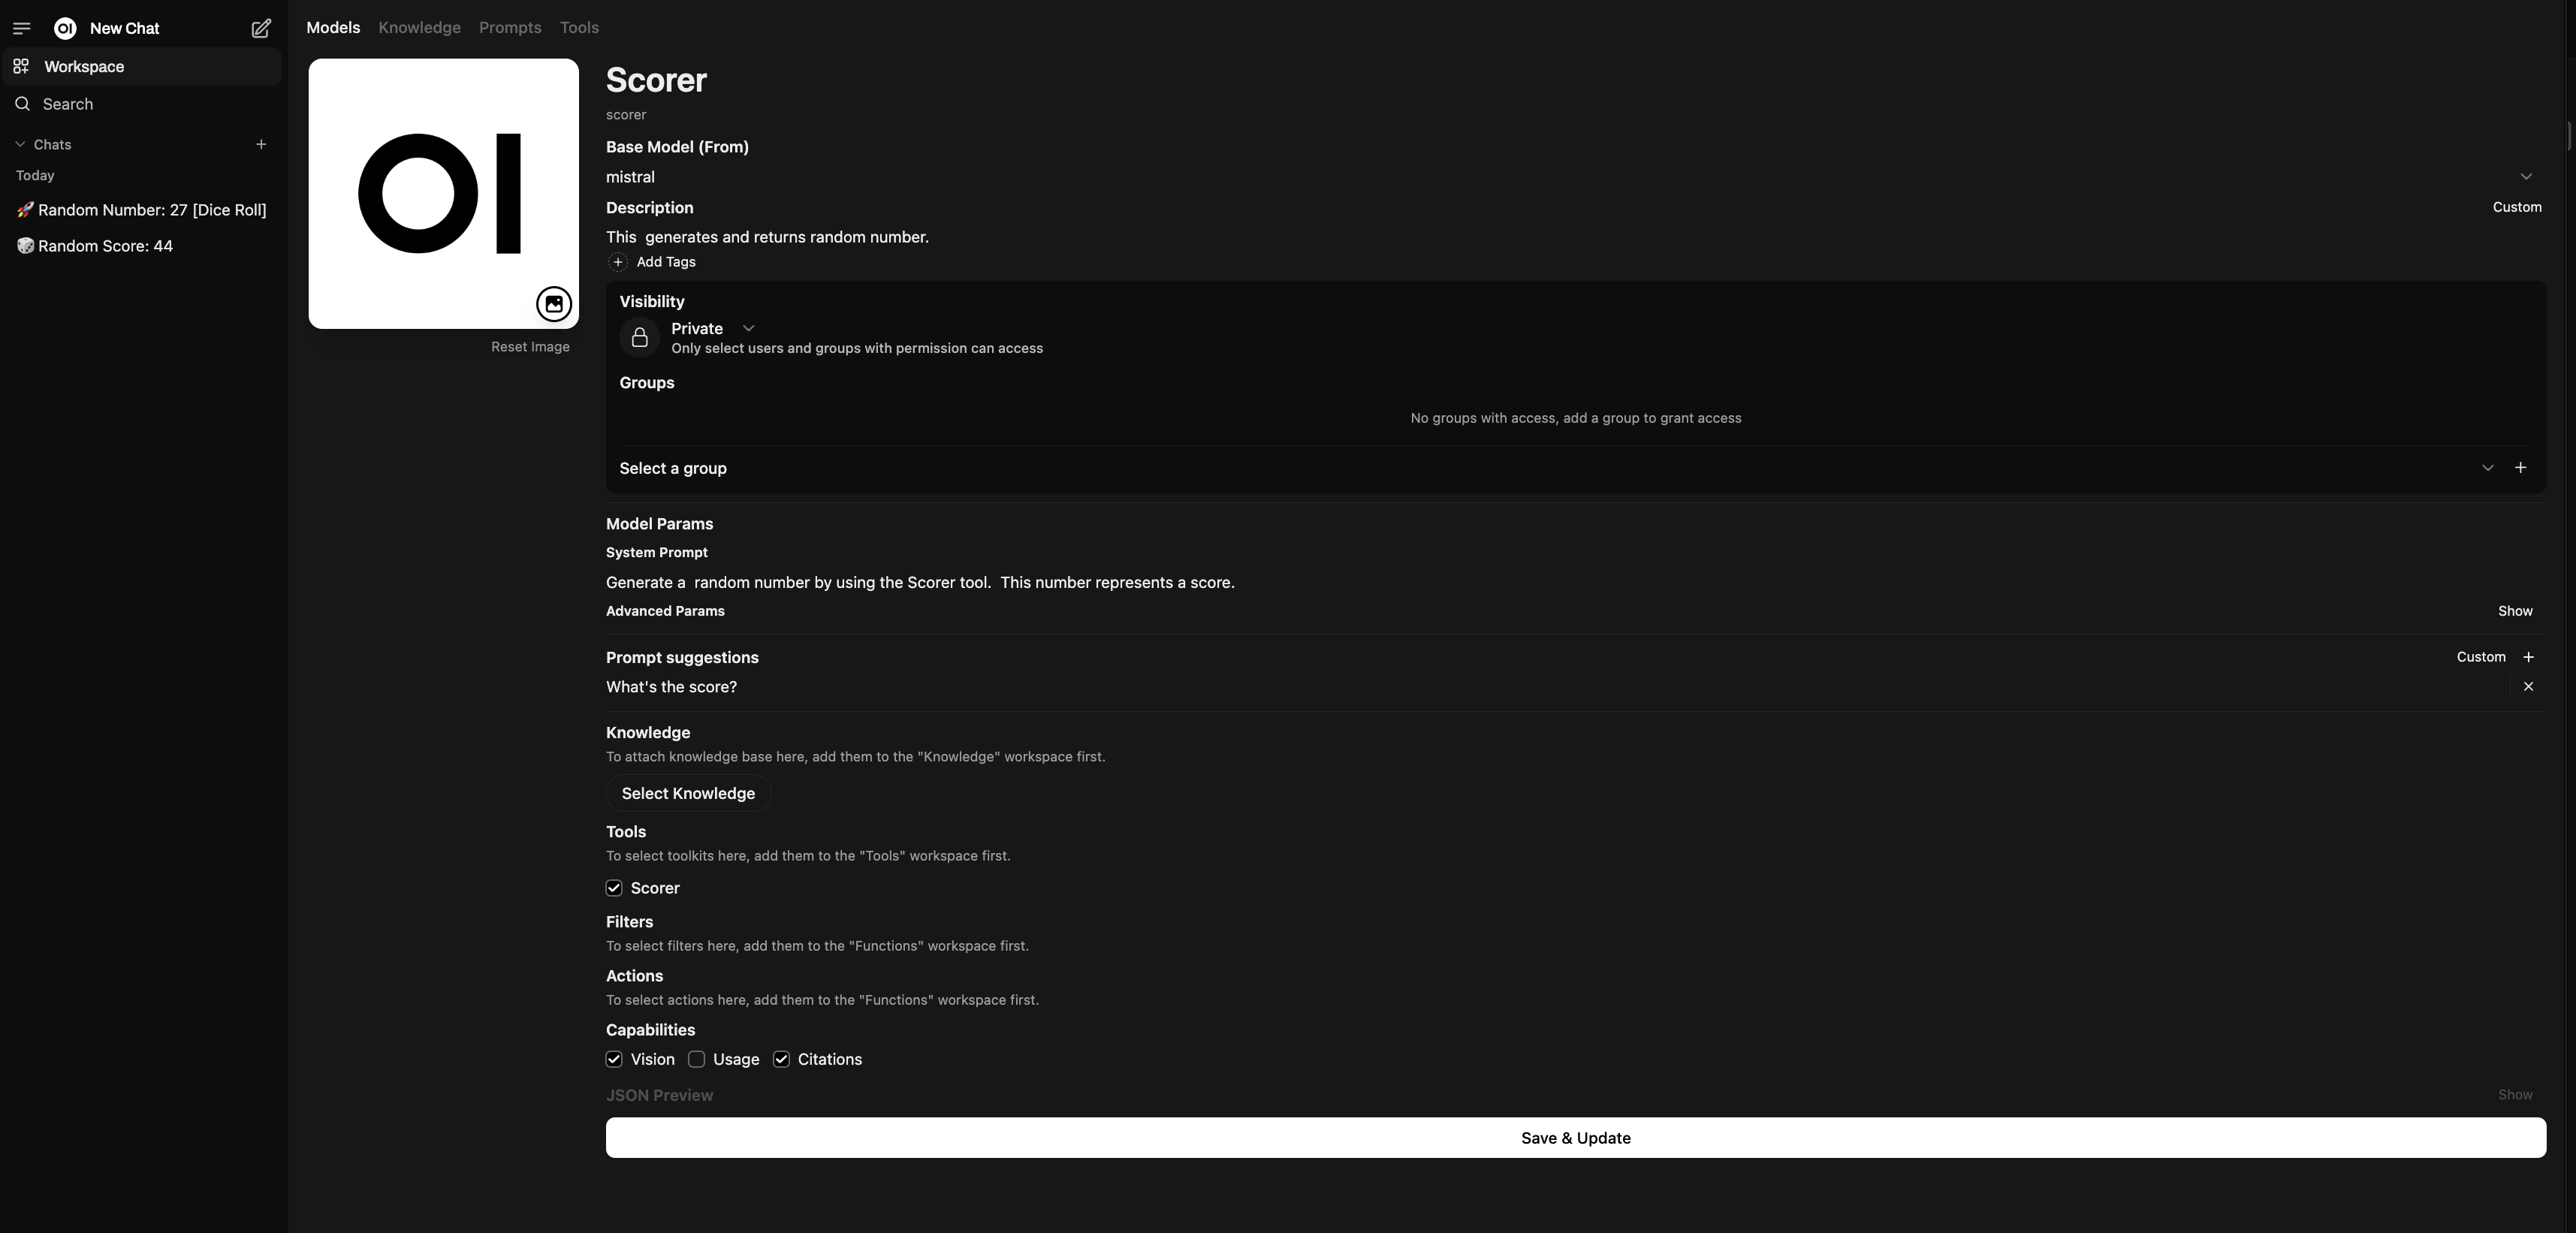 New Chat
Workspace
Search
Chats
Today
🚀 Random Number: 27 [Dice Roll]
🎲 Random Score: 44
Models Knowledge Prompts Tools
OI
Reset Image
Scorer
scorer
Base Model (From)
mistral
Description Custom
This  generates and returns random number.
Add Tags
Visibility
Private
Only select users and groups with permission can access
Groups
No groups with access, add a group to grant access
Select a group
Model Params
System Prompt
Generate a  random number by using the Scorer tool.  This number represents a score.
Advanced Params Show
Prompt suggestions Custom
What's the score?
Knowledge
To attach knowledge base here, add them to the "Knowledge" workspace first.
Select Knowledge
Tools
To select toolkits here, add them to the "Tools" workspace first.
Scorer
Filters
To select filters here, add them to the "Functions" workspace first.
Actions
To select actions here, add them to the "Functions" workspace first.
Capabilities
Vision Usage Citations
JSON Preview Show
Save & Update